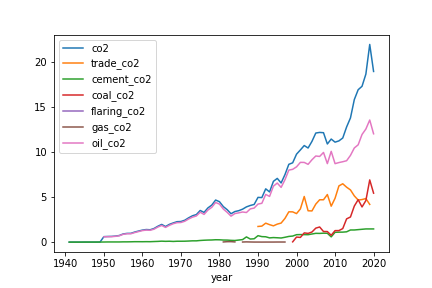 co2
trade_co2
cement_co2
coal_co2
flaring_co2
gas_co2
oil_co2
20
15
10
5
0
1940 1950 1960 1970 1980 1990 2000 2010 2020
year